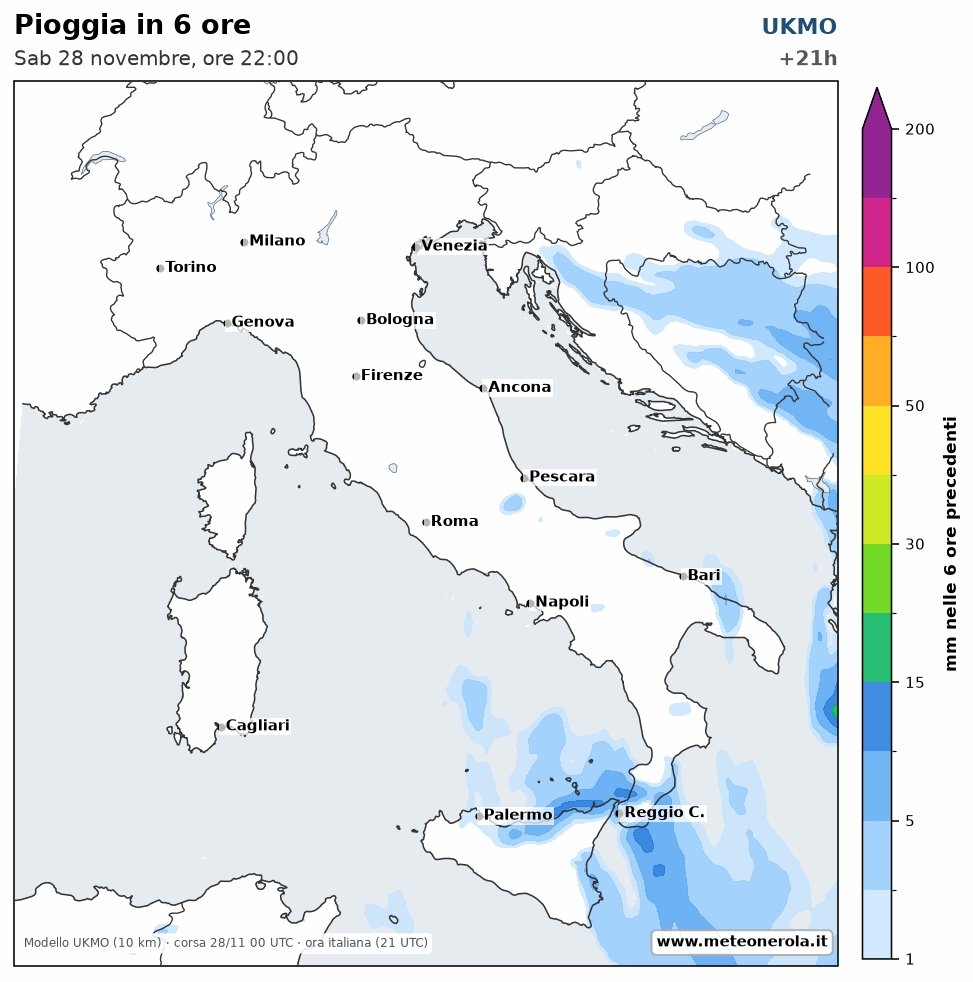 Pioggia in 6 ore
UKMO
Sab 28 novembre, ore 22:00
+21h
Milano
Venezia
Torino
Genova
Bologna
Firenze
Ancona
Pescara
Roma
Bari
Napoli
Cagliari
Palermo
Reggio C.
200
100
50
30
15
5
1
mm nelle 6 ore precedenti
Modello UKMO (10 km) · corsa 28/11 00 UTC · ora italiana (21 UTC)
www.meteonerola.it